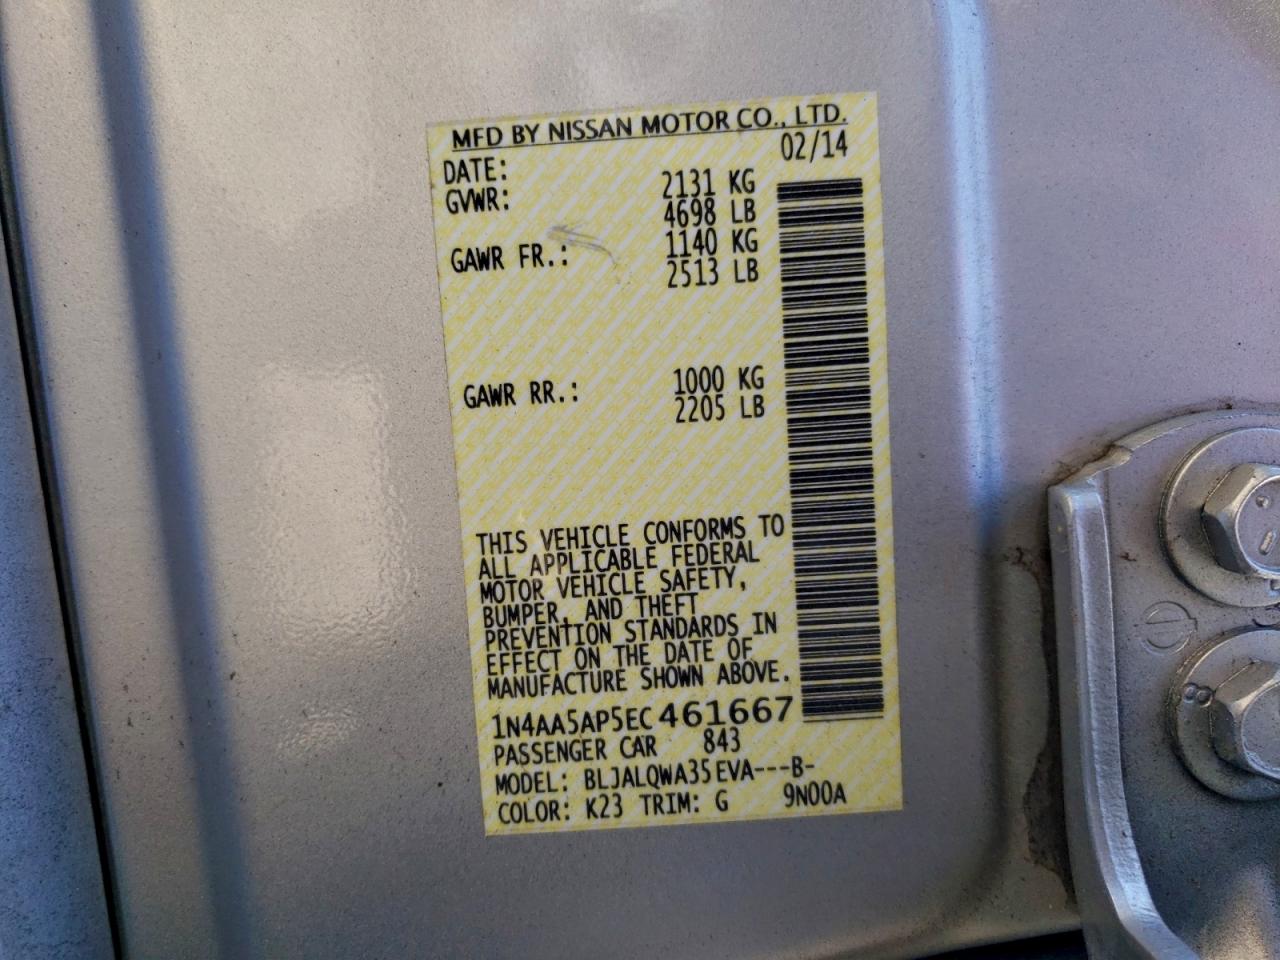 MFD BY NISSAN MOTOR CO., LTD.
DATE: 02/14
GVWR: 2131 KG
4698 LB
GAWR FR.: 1140 KG
2513 LB
GAWR RR.: 1000 KG
2205 LB
THIS VEHICLE CONFORMS TO
ALL APPLICABLE FEDERAL
MOTOR VEHICLE SAFETY,
BUMPER, AND THEFT
PREVENTION STANDARDS IN
EFFECT ON THE DATE OF
MANUFACTURE SHOWN ABOVE.
1N4AA5AP5EC461667
PASSENGER CAR 843
MODEL: BLJALQWA35EVA---B-
COLOR: K23 TRIM: G 9N00A
8